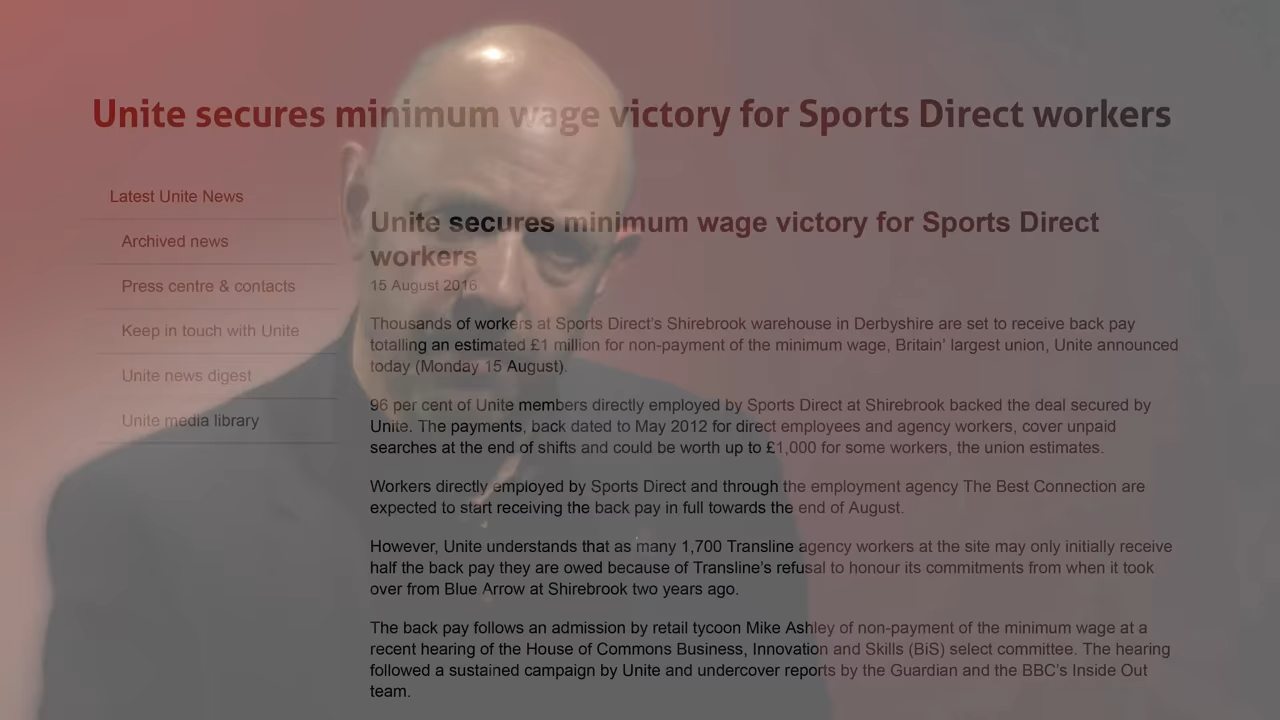 Unite secures minimum wage victory for Sports Direct workers
Latest Unite News
Archived news
Press centre & contacts
Keep in touch with Unite
Unite news digest
Unite media library
Unite secures minimum wage victory for Sports Direct
workers
15 August 2016
Thousands of workers at Sports Direct's Shirebrook warehouse in Derbyshire are set to receive back pay
totalling an estimated £1 million for non-payment of the minimum wage, Britain' largest union, Unite announced
today (Monday 15 August).
96 per cent of Unite members directly employed by Sports Direct at Shirebrook backed the deal secured by
Unite. The payments, back dated to May 2012 for direct employees and agency workers, cover unpaid
searches at the end of shifts and could be worth up to £1,000 for some workers, the union estimates.
Workers directly employed by Sports Direct and through the employment agency The Best Connection are
expected to start receiving the back pay in full towards the end of August.
However, Unite understands that as many 1,700 Transline agency workers at the site may only initially receive
half the back pay they are owed because of Transline's refusal to honour its commitments from when it took
over from Blue Arrow at Shirebrook two years ago.
The back pay follows an admission by retail tycoon Mike Ashley of non-payment of the minimum wage at a
recent hearing of the House of Commons Business, Innovation and Skills (BiS) select committee. The hearing
followed a sustained campaign by Unite and undercover reports by the Guardian and the BBC's Inside Out
team.